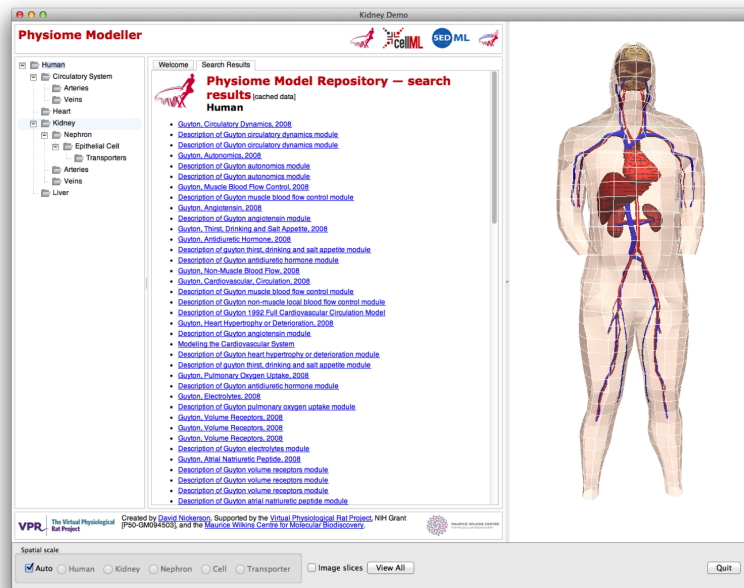 Kidney Demo
Physiome Modeller
CellML
SED ML
Human
Circulatory System
Arteries
Veins
Heart
Kidney
Nephron
Epithelial Cell
Transporters
Arteries
Veins
Liver
Welcome
Search Results
Physiome Model Repository — search
results [cached data]
Human
Guyton, Circulatory Dynamics, 2008
Description of Guyton circulatory dynamics module
Description of Guyton circulatory dynamics module
Guyton, Autonomics, 2008
Description of Guyton autonomics module
Description of Guyton autonomics module
Guyton, Muscle Blood Flow Control, 2008
Description of Guyton muscle blood flow control module
Guyton, Angiotensin, 2008
Description of Guyton angiotensin module
Guyton, Thirst, Drinking and Salt Appetite, 2008
Guyton, Antidiuretic Hormone, 2008
Description of guyton thirst, drinking and salt appetite module
Description of Guyton antidiuretic hormone module
Guyton, Non-Muscle Blood Flow, 2008
Guyton, Cardiovascular, Circulation, 2008
Description of Guyton muscle blood flow control module
Description of Guyton non-muscle local blood flow control module
Description of Guyton 1992 Full Cardiovascular Circulation Model
Guyton, Heart Hypertrophy or Deterioration, 2008
Description of Guyton angiotensin module
Modeling the Cardiovascular System
Description of Guyton heart hypertrophy or deterioration module
Description of guyton thirst, drinking and salt appetite module
Guyton, Pulmonary Oxygen Uptake, 2008
Description of Guyton antidiuretic hormone module
Guyton, Electrolytes, 2008
Description of Guyton pulmonary oxygen uptake module
Guyton, Volume Receptors, 2008
Guyton, Volume Receptors, 2008
Guyton, Volume Receptors, 2008
Description of Guyton electrolytes module
Guyton, Atrial Natriuretic Peptide, 2008
Description of Guyton volume receptors module
Description of Guyton volume receptors module
Description of Guyton volume receptors module
Description of Guyton atrial natriuretic peptide module
VPR
The Virtual Physiological
Rat Project
Created by David Nickerson. Supported by the Virtual Physiological Rat Project, NIH Grant
[P50-GM094503], and the Maurice Wilkins Centre for Molecular Biodiscovery.
MAURICE WILKINS CENTRE
Spatial scale
Auto Human Kidney Nephron Cell Transporter
Image slices
View All
Quit